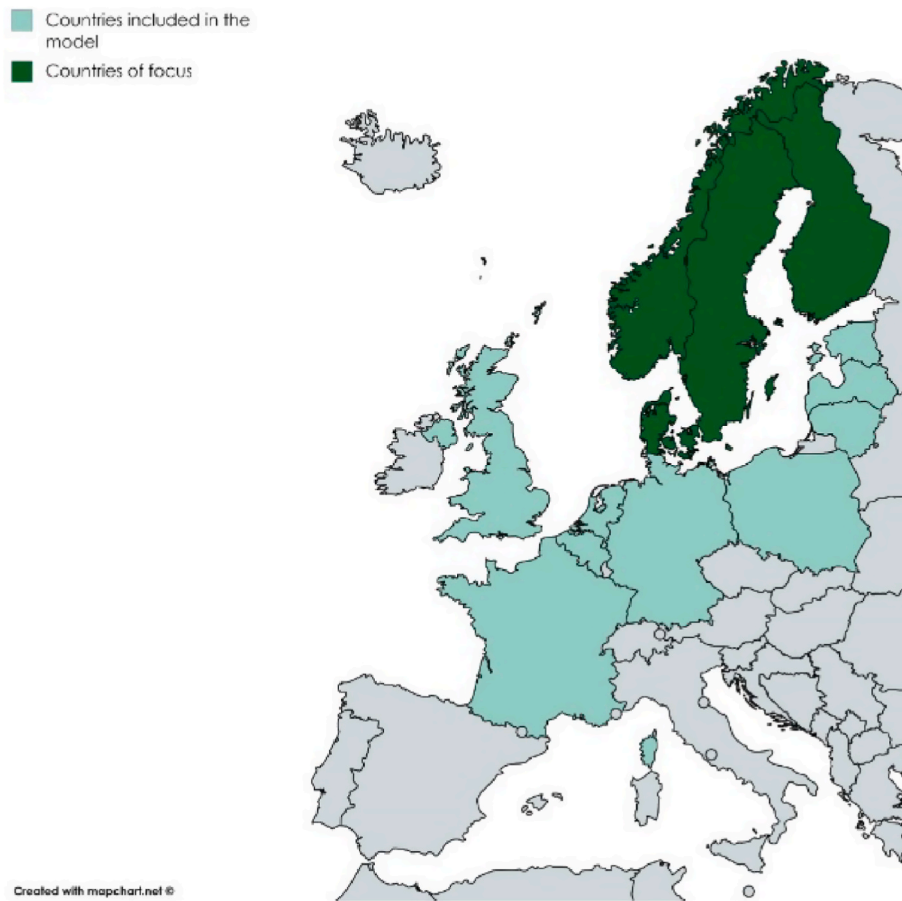 Countries included in the
model
Countries of focus
Created with mapchart.net ©